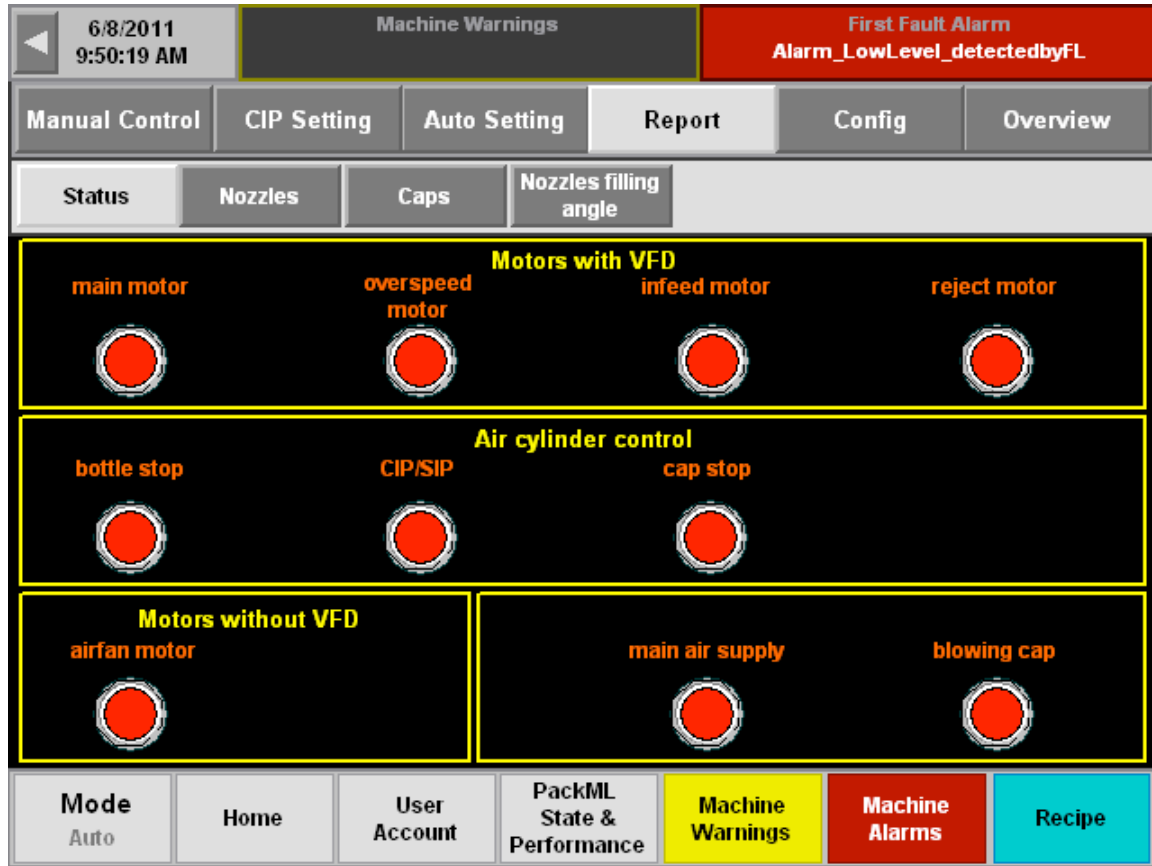 6/8/2011
9:50:19 AM
Machine Warnings
First Fault Alarm
Alarm_LowLevel_detectedbyFL
Manual Control
CIP Setting
Auto Setting
Report
Config
Overview
Status
Nozzles
Caps
Nozzles filling
angle
Motors with VFD
main motor
overspeed
motor
infeed motor
reject motor
Air cylinder control
bottle stop
CIP/SIP
cap stop
Motors without VFD
airfan motor
main air supply
blowing cap
Mode
Auto
Home
User
Account
PackML
State &
Performance
Machine
Warnings
Machine
Alarms
Recipe